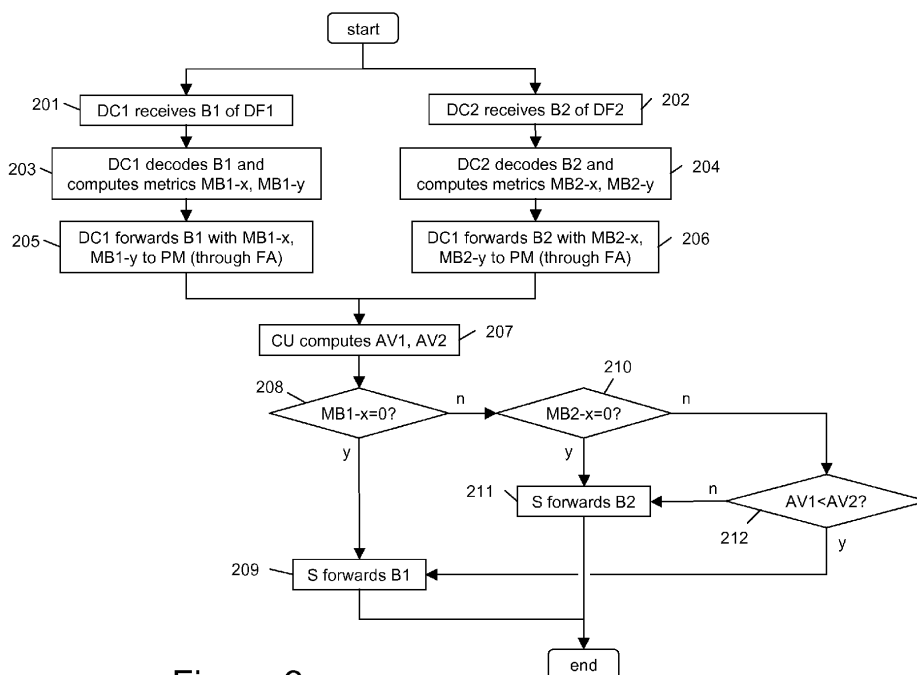 start
201
DC1 receives B1 of DF1
DC2 receives B2 of DF2
202
203
DC1 decodes B1 and
computes metrics MB1-x, MB1-y
DC2 decodes B2 and
computes metrics MB2-x, MB2-y
204
205
DC1 forwards B1 with MB1-x,
MB1-y to PM (through FA)
DC1 forwards B2 with MB2-x,
MB2-y to PM (through FA)
206
CU computes AV1, AV2
207
208
MB1-x=0?
n
y
210
MB2-x=0?
n
y
211
S forwards B2
n
AV1<AV2?
212
y
209
S forwards B1
end